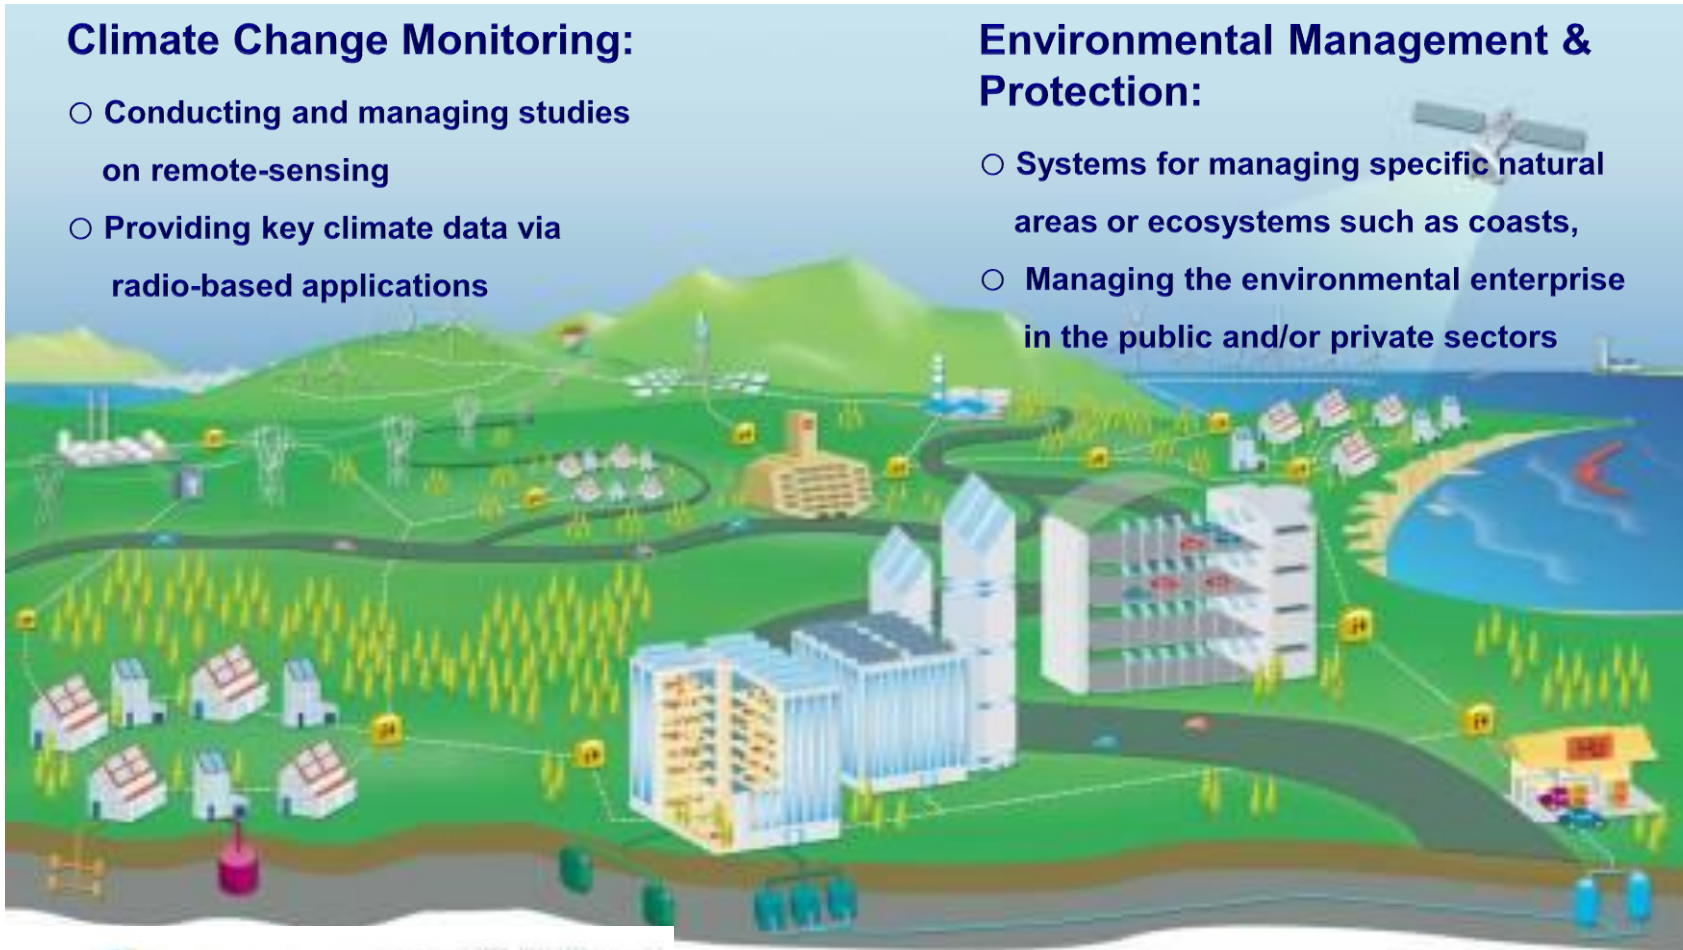 Climate Change Monitoring:
○ Conducting and managing studies
on remote-sensing
○ Providing key climate data via
radio-based applications
Environmental Management &
Protection:
○ Systems for managing specific natural
areas or ecosystems such as coasts,
○ Managing the environmental enterprise
in the public and/or private sectors